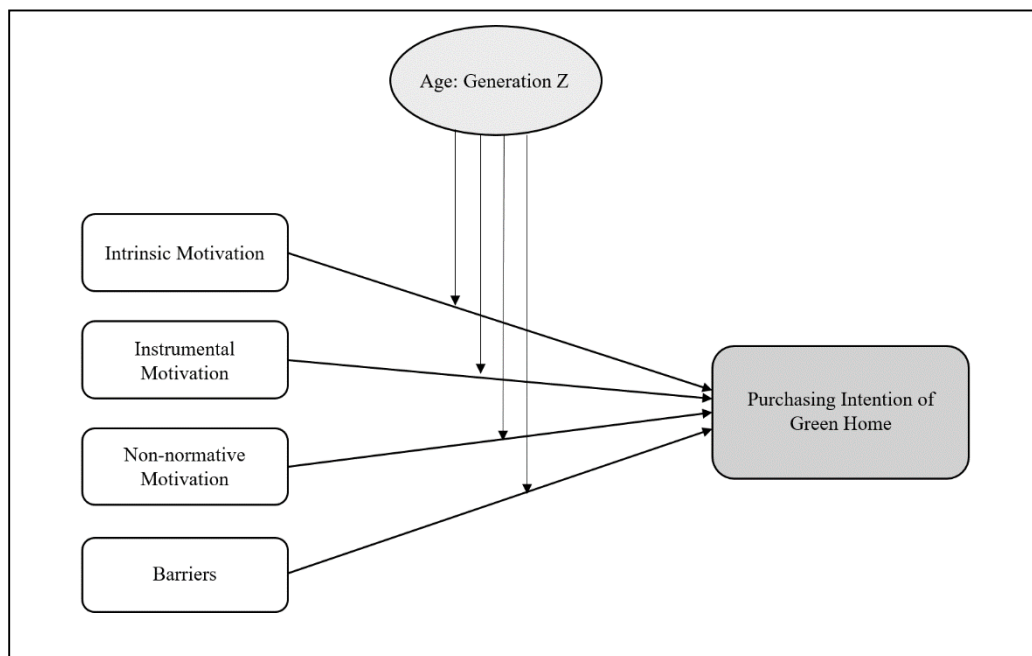 Age: Generation Z
Intrinsic Motivation
Instrumental
Motivation
Non-normative
Motivation
Barriers
Purchasing Intention of
Green Home